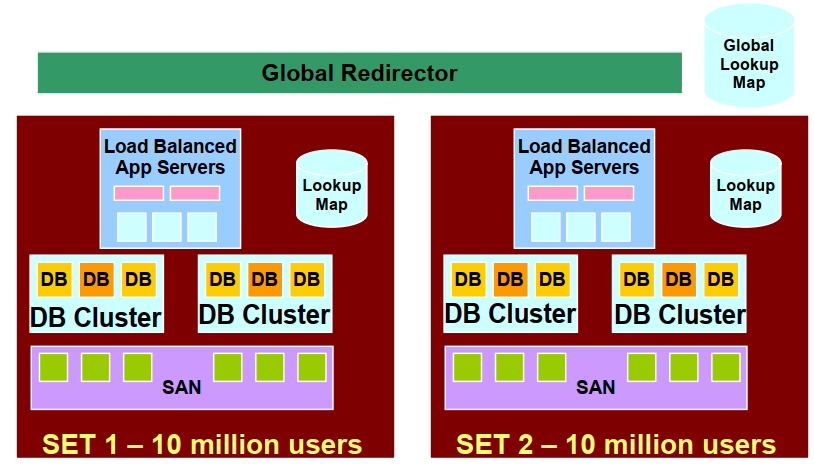 Global
Lookup
Map
Global Redirector
Load Balanced
App Servers
Lookup
Map
DB DB DB
DB Cluster
DB DB DB
DB Cluster
SAN
SET 1 – 10 million users
Load Balanced
App Servers
Lookup
Map
DB DB DB
DB Cluster
DB DB DB
DB Cluster
SAN
SET 2 – 10 million users